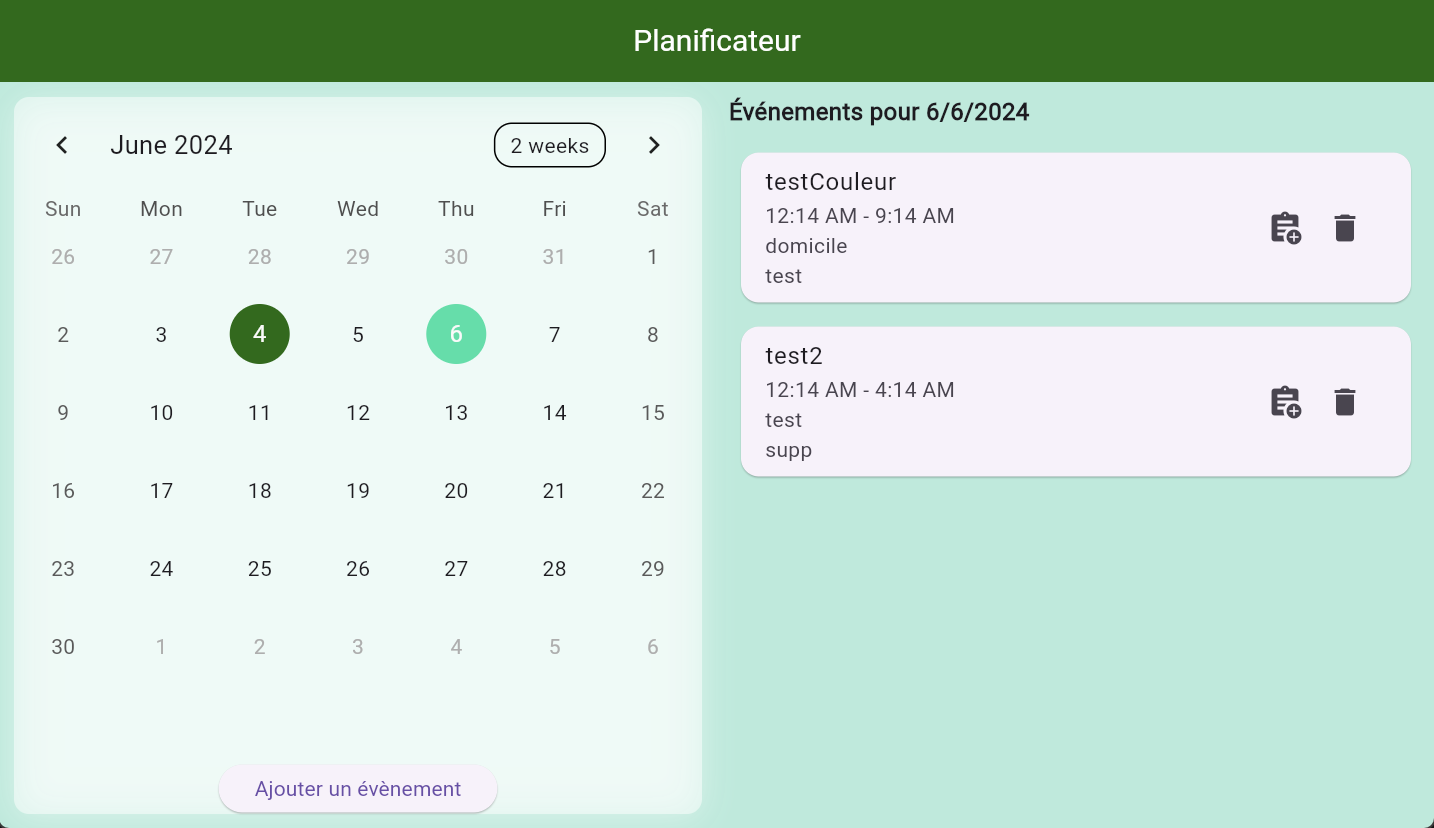 Planificateur
June 2024
2 weeks
Sun Mon Tue Wed Thu Fri Sat
26 27 28 29 30 31 1
2 3 4 5 6 7 8
9 10 11 12 13 14 15
16 17 18 19 20 21 22
23 24 25 26 27 28 29
30 1 2 3 4 5 6
Ajouter un évènement
Événements pour 6/6/2024
testCouleur
12:14 AM - 9:14 AM
domicile
test
test2
12:14 AM - 4:14 AM
test
supp